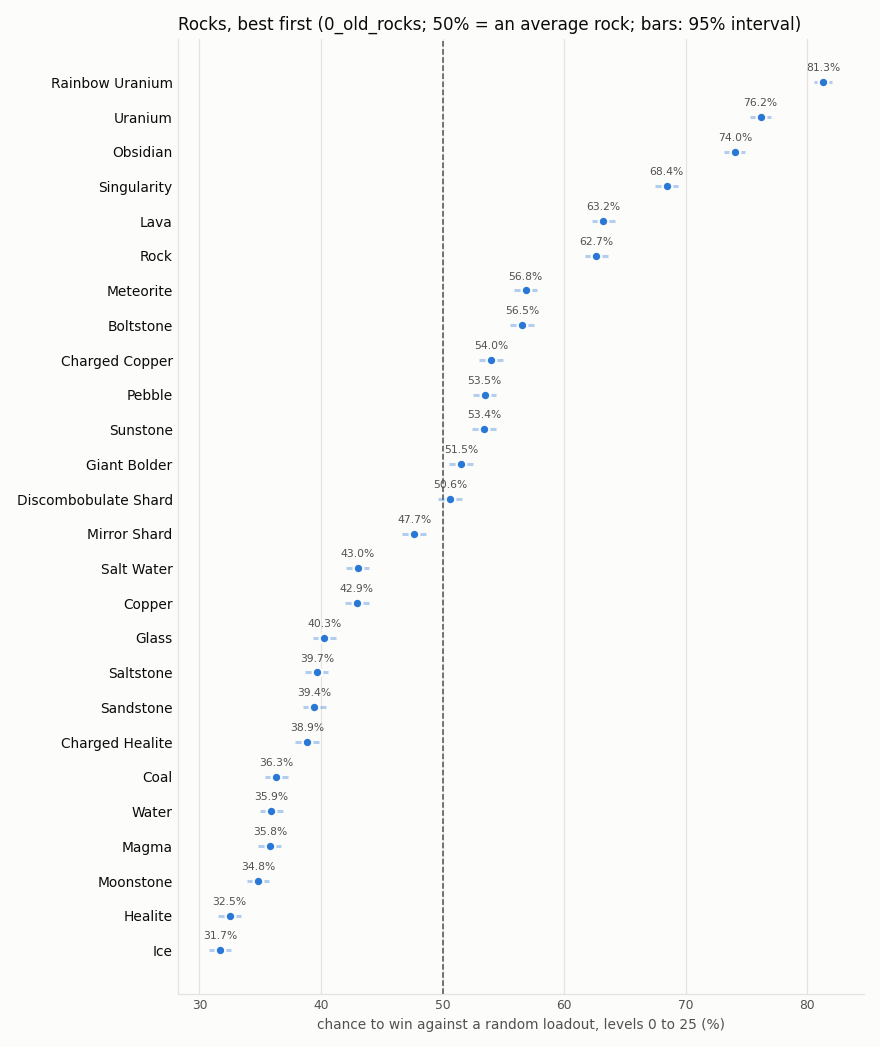 Rocks, best first (0_old_rocks; 50% = an average rock; bars: 95% interval)
Rainbow Uranium 81.3%
Uranium 76.2%
Obsidian 74.0%
Singularity 68.4%
Lava 63.2%
Rock 62.7%
Meteorite 56.8%
Boltstone 56.5%
Charged Copper 54.0%
Pebble 53.5%
Sunstone 53.4%
Giant Bolder 51.5%
Discombobulate Shard 50.6%
Mirror Shard 47.7%
Salt Water 43.0%
Copper 42.9%
Glass 40.3%
Saltstone 39.7%
Sandstone 39.4%
Charged Healite 38.9%
Coal 36.3%
Water 35.9%
Magma 35.8%
Moonstone 34.8%
Healite 32.5%
Ice 31.7%
30 40 50 60 70 80
chance to win against a random loadout, levels 0 to 25 (%)